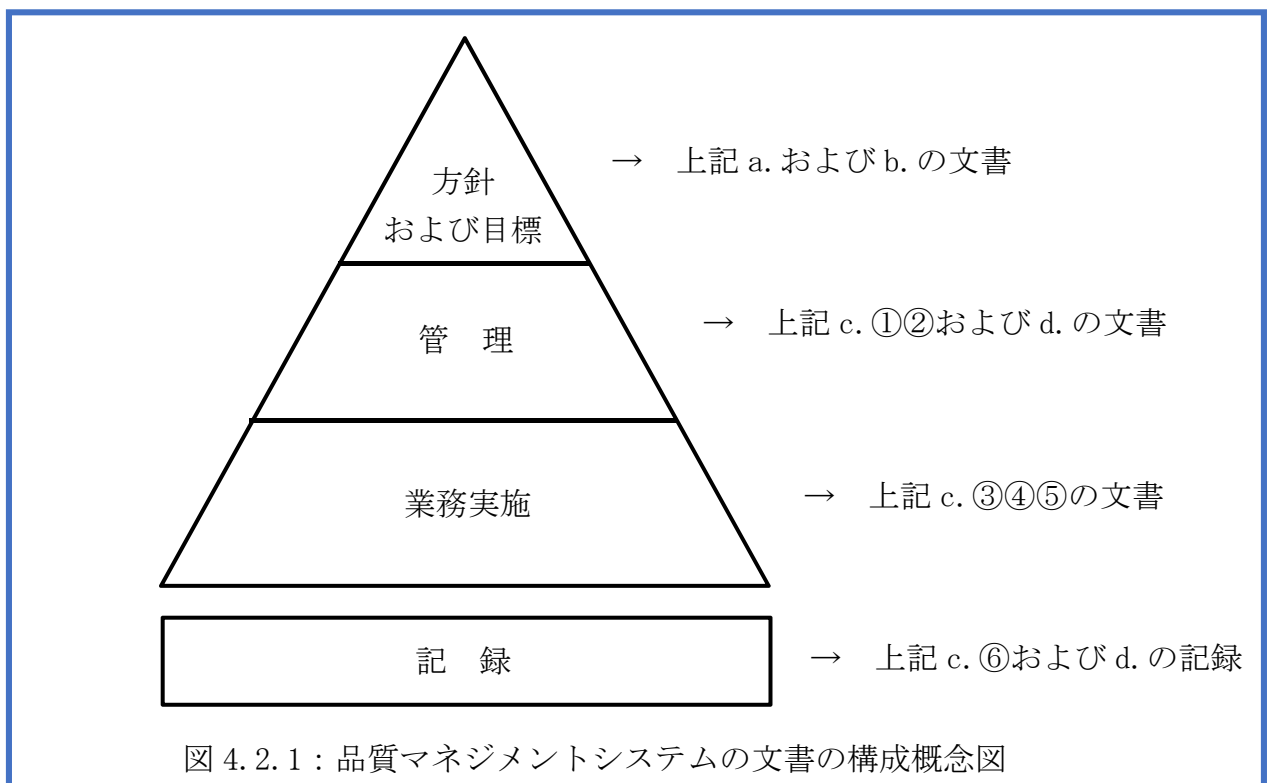 方針
および目標
→ 上記 a.および b.の文書
管 理
→ 上記 c.①②および d.の文書
業務実施
→ 上記 c.③④⑤の文書
記 録
→ 上記 c.⑥および d.の記録
図 4.2.1：品質マネジメントシステムの文書の構成概念図